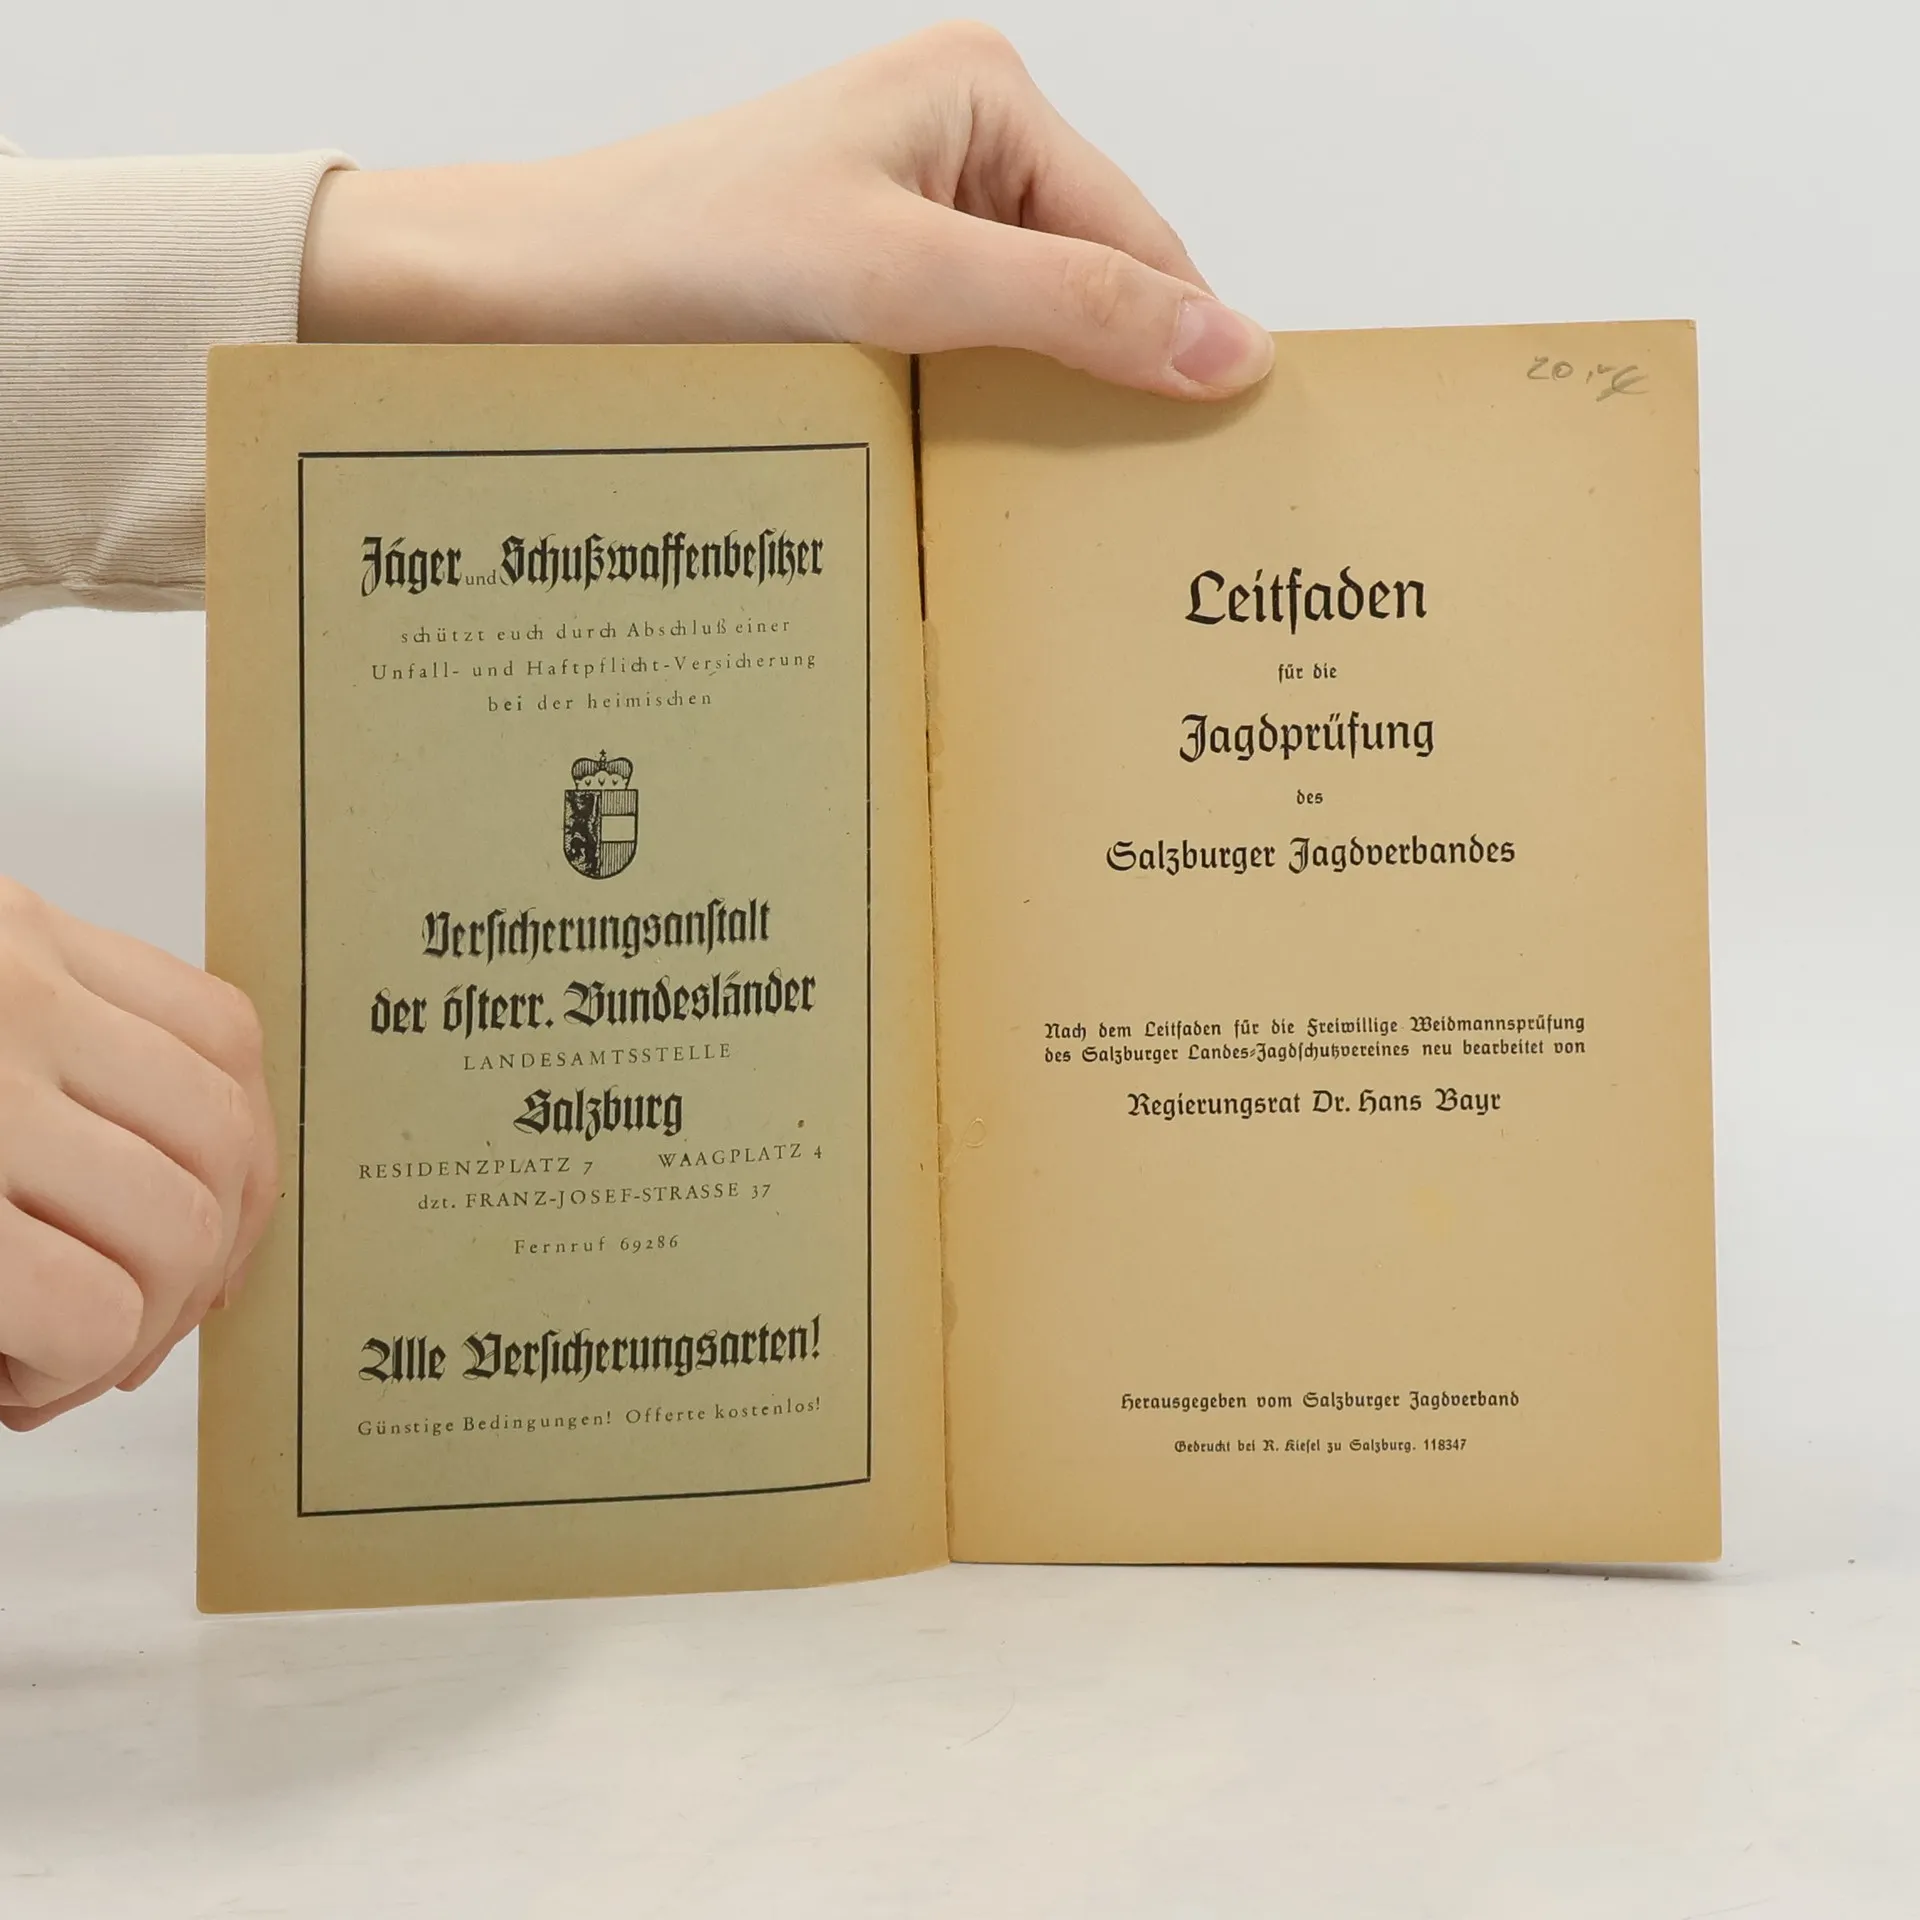 Jäger und Schußwaffenbesitzer
schützt euch durch Abschluß einer
Unfall- und Haftpflicht-Versicherung
bei der heimischen
Versicherungsanstalt
der österr. Bundesländer
LANDESAMTSSTELLE
Salzburg
RESIDENZPLATZ 7 WAAGPLATZ 4
dzt. FRANZ-JOSEF-STRASSE 37
Fernruf 69286
Alle Versicherungsarten!
Günstige Bedingungen! Offerte kostenlos!
20,-
Leitfaden
für die
Jagdprüfung
des
Salzburger Jagdverbandes
Nach dem Leitfaden für die Freiwillige Weidmannsprüfung
des Salzburger Landes-Jagdschutzvereines neu bearbeitet von
Regierungsrat Dr. Hans Bayr
Herausgegeben vom Salzburger Jagdverband
Gedruckt bei R. Kiesel zu Salzburg. 118347